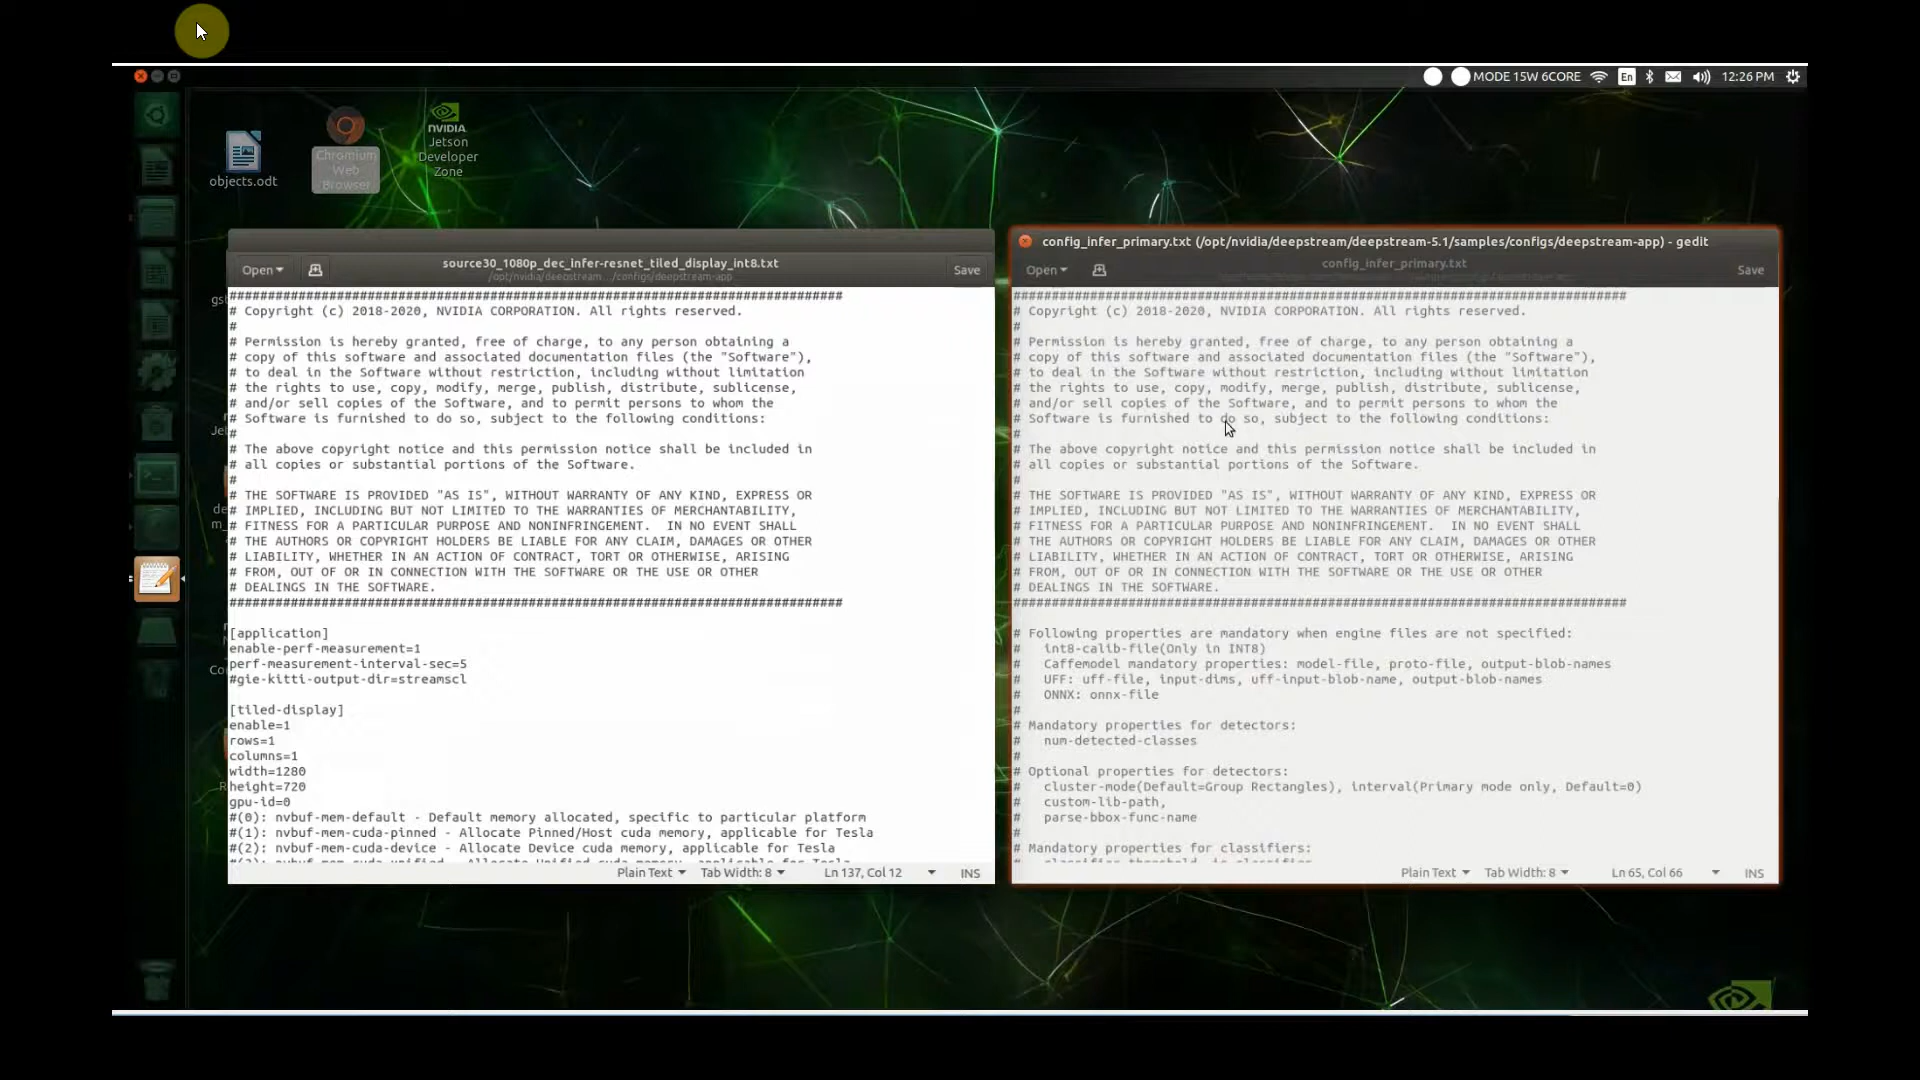 MODE 15W 6CORE
En
12:26 PM
objects.odt
Chromium
Web
Browser
NVIDIA
Jetson
Developer
Zone
Open
source30_1080p_dec_infer-resnet_tiled_display_int8.txt
/opt/nvidia/deepstream.../configs/deepstream-app
Save
################################################################################
# Copyright (c) 2018-2020, NVIDIA CORPORATION. All rights reserved.
#
# Permission is hereby granted, free of charge, to any person obtaining a
# copy of this software and associated documentation files (the "Software"),
# to deal in the Software without restriction, including without limitation
# the rights to use, copy, modify, merge, publish, distribute, sublicense,
# and/or sell copies of the Software, and to permit persons to whom the
# Software is furnished to do so, subject to the following conditions:
#
# The above copyright notice and this permission notice shall be included in
# all copies or substantial portions of the Software.
#
# THE SOFTWARE IS PROVIDED "AS IS", WITHOUT WARRANTY OF ANY KIND, EXPRESS OR
# IMPLIED, INCLUDING BUT NOT LIMITED TO THE WARRANTIES OF MERCHANTABILITY,
# FITNESS FOR A PARTICULAR PURPOSE AND NONINFRINGEMENT.  IN NO EVENT SHALL
# THE AUTHORS OR COPYRIGHT HOLDERS BE LIABLE FOR ANY CLAIM, DAMAGES OR OTHER
# LIABILITY, WHETHER IN AN ACTION OF CONTRACT, TORT OR OTHERWISE, ARISING
# FROM, OUT OF OR IN CONNECTION WITH THE SOFTWARE OR THE USE OR OTHER
# DEALINGS IN THE SOFTWARE.
################################################################################
[application]
enable-perf-measurement=1
perf-measurement-interval-sec=5
#gie-kitti-output-dir=streamscl
[tiled-display]
enable=1
rows=1
columns=1
width=1280
height=720
gpu-id=0
#(0): nvbuf-mem-default - Default memory allocated, specific to particular platform
#(1): nvbuf-mem-cuda-pinned - Allocate Pinned/Host cuda memory, applicable for Tesla
#(2): nvbuf-mem-cuda-device - Allocate Device cuda memory, applicable for Tesla
Plain Text
Tab Width: 8
Ln 137, Col 12
INS
config_infer_primary.txt (/opt/nvidia/deepstream/deepstream-5.1/samples/configs/deepstream-app) - gedit
Open
config_infer_primary.txt
Save
################################################################################
# Copyright (c) 2018-2020, NVIDIA CORPORATION. All rights reserved.
#
# Permission is hereby granted, free of charge, to any person obtaining a
# copy of this software and associated documentation files (the "Software"),
# to deal in the Software without restriction, including without limitation
# the rights to use, copy, modify, merge, publish, distribute, sublicense,
# and/or sell copies of the Software, and to permit persons to whom the
# Software is furnished to do so, subject to the following conditions:
#
# The above copyright notice and this permission notice shall be included in
# all copies or substantial portions of the Software.
#
# THE SOFTWARE IS PROVIDED "AS IS", WITHOUT WARRANTY OF ANY KIND, EXPRESS OR
# IMPLIED, INCLUDING BUT NOT LIMITED TO THE WARRANTIES OF MERCHANTABILITY,
# FITNESS FOR A PARTICULAR PURPOSE AND NONINFRINGEMENT.  IN NO EVENT SHALL
# THE AUTHORS OR COPYRIGHT HOLDERS BE LIABLE FOR ANY CLAIM, DAMAGES OR OTHER
# LIABILITY, WHETHER IN AN ACTION OF CONTRACT, TORT OR OTHERWISE, ARISING
# FROM, OUT OF OR IN CONNECTION WITH THE SOFTWARE OR THE USE OR OTHER
# DEALINGS IN THE SOFTWARE.
################################################################################
# Following properties are mandatory when engine files are not specified:
#   int8-calib-file(Only in INT8)
#   Caffemodel mandatory properties: model-file, proto-file, output-blob-names
#   UFF: uff-file, input-dims, uff-input-blob-name, output-blob-names
#   ONNX: onnx-file
#
# Mandatory properties for detectors:
#   num-detected-classes
#
# Optional properties for detectors:
#   cluster-mode(Default=Group Rectangles), interval(Primary mode only, Default=0)
#   custom-lib-path,
#   parse-bbox-func-name
#
# Mandatory properties for classifiers:
Plain Text
Tab Width: 8
Ln 65, Col 66
INS